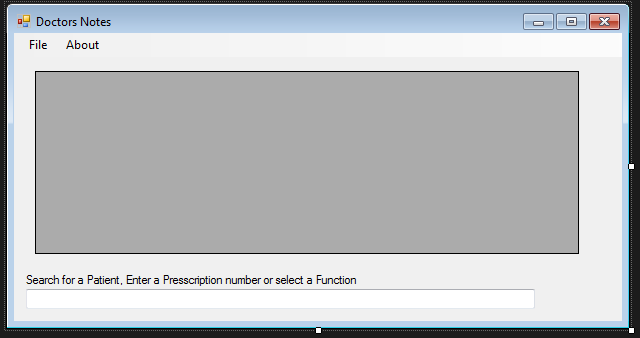 Doctors Notes
File About
Search for a Patient, Enter a Presscription number or select a Function